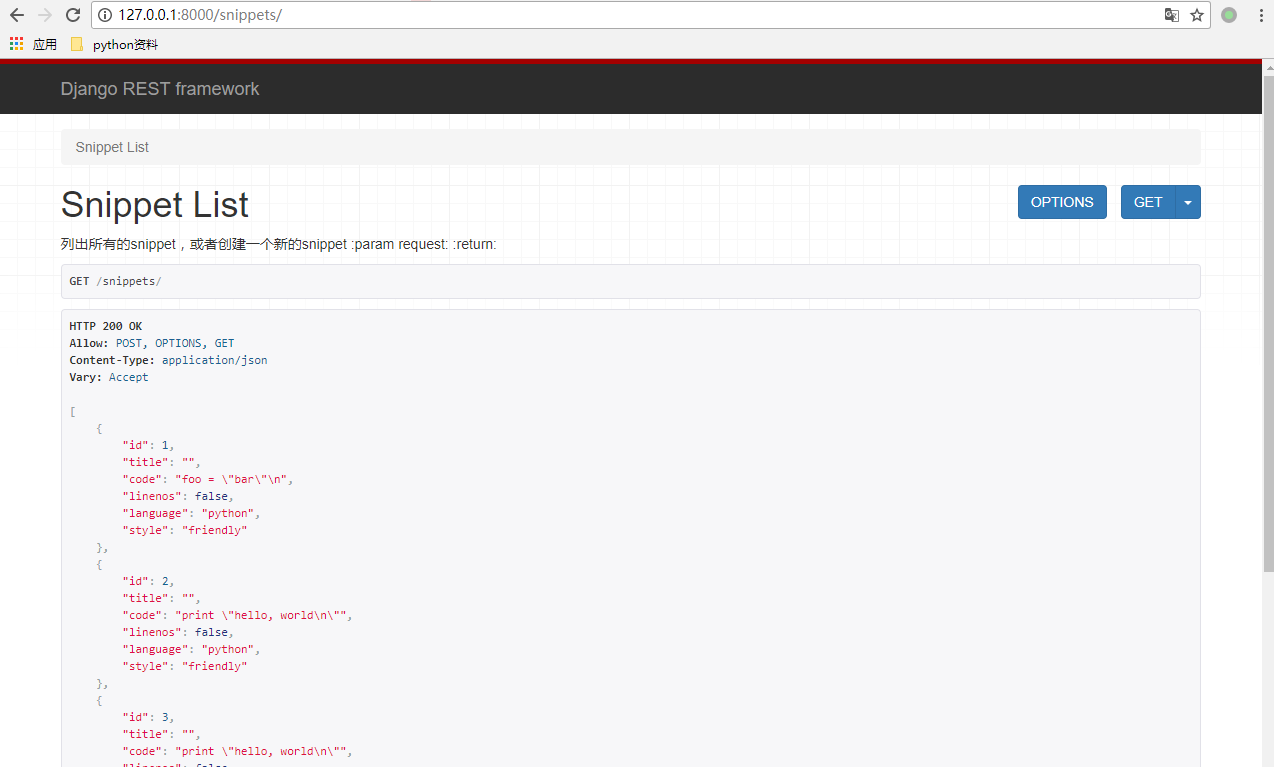 127.0.0.1:8000/snippets/
应用 python资料
Django REST framework
Snippet List
Snippet List
OPTIONS GET
列出所有的snippet，或者创建一个新的snippet :param request: :return:
GET /snippets/
HTTP 200 OK
Allow: POST, OPTIONS, GET
Content-Type: application/json
Vary: Accept
[
    {
        "id": 1,
        "title": "",
        "code": "foo = \"bar\"\n",
        "linenos": false,
        "language": "python",
        "style": "friendly"
    },
    {
        "id": 2,
        "title": "",
        "code": "print \"hello, world\n\"",
        "linenos": false,
        "language": "python",
        "style": "friendly"
    },
    {
        "id": 3,
        "title": "",
        "code": "print \"hello, world\n\"",
        "linenos": false